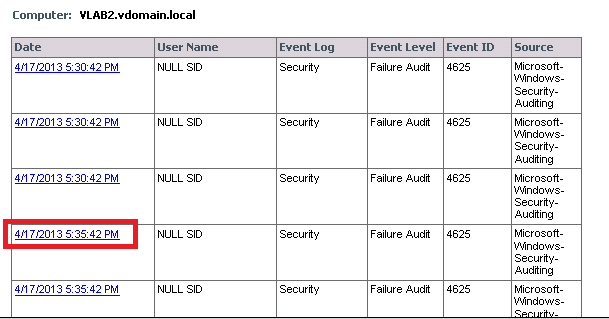 Computer: VLAB2.vdomain.local
Date User Name Event Log Event Level Event ID Source
4/17/2013 5:30:42 PM NULL SID Security Failure Audit 4625 Microsoft-
Windows-
Security-
Auditing
4/17/2013 5:30:42 PM NULL SID Security Failure Audit 4625 Microsoft-
Windows-
Security-
Auditing
4/17/2013 5:30:42 PM NULL SID Security Failure Audit 4625 Microsoft-
Windows-
Security-
Auditing
4/17/2013 5:35:42 PM NULL SID Security Failure Audit 4625 Microsoft-
Windows-
Security-
Auditing
4/17/2013 5:35:42 PM NULL SID Security Failure Audit 4625 Microsoft-
Windows-
Security-